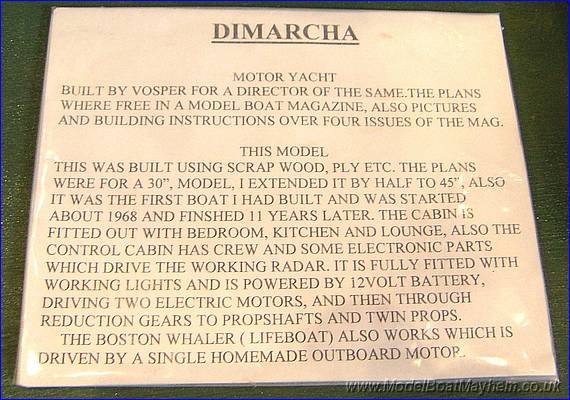 DIMARCHA
MOTOR YACHT
BUILT BY VOSPER FOR A DIRECTOR OF THE SAME.THE PLANS
WHERE FREE IN A MODEL BOAT MAGAZINE, ALSO PICTURES
AND BUILDING INSTRUCTIONS OVER FOUR ISSUES OF THE MAG.
THIS MODEL
THIS WAS BUILT USING SCRAP WOOD, PLY ETC. THE PLANS
WERE FOR A 30”, MODEL, I EXTENDED IT BY HALF TO 45”, ALSO
IT WAS THE FIRST BOAT I HAD BUILT AND WAS STARTED
ABOUT 1968 AND FINSHED 11 YEARS LATER. THE CABIN IS
FITTED OUT WITH BEDROOM, KITCHEN AND LOUNGE, ALSO THE
CONTROL CABIN HAS CREW AND SOME ELECTRONIC PARTS
WHICH DRIVE THE WORKING RADAR. IT IS FULLY FITTED WITH
WORKING LIGHTS AND IS POWERED BY 12VOLT BATTERY,
DRIVING TWO ELECTRIC MOTORS, AND THEN THROUGH
REDUCTION GEARS TO PROPSHAFTS AND TWIN PROPS.
THE BOSTON WHALER ( LIFEBOAT) ALSO WORKS WHICH IS
DRIVEN BY A SINGLE HOMEMADE OUTBOARD MOTOR.
www.ModelBoatMayhem.co.uk